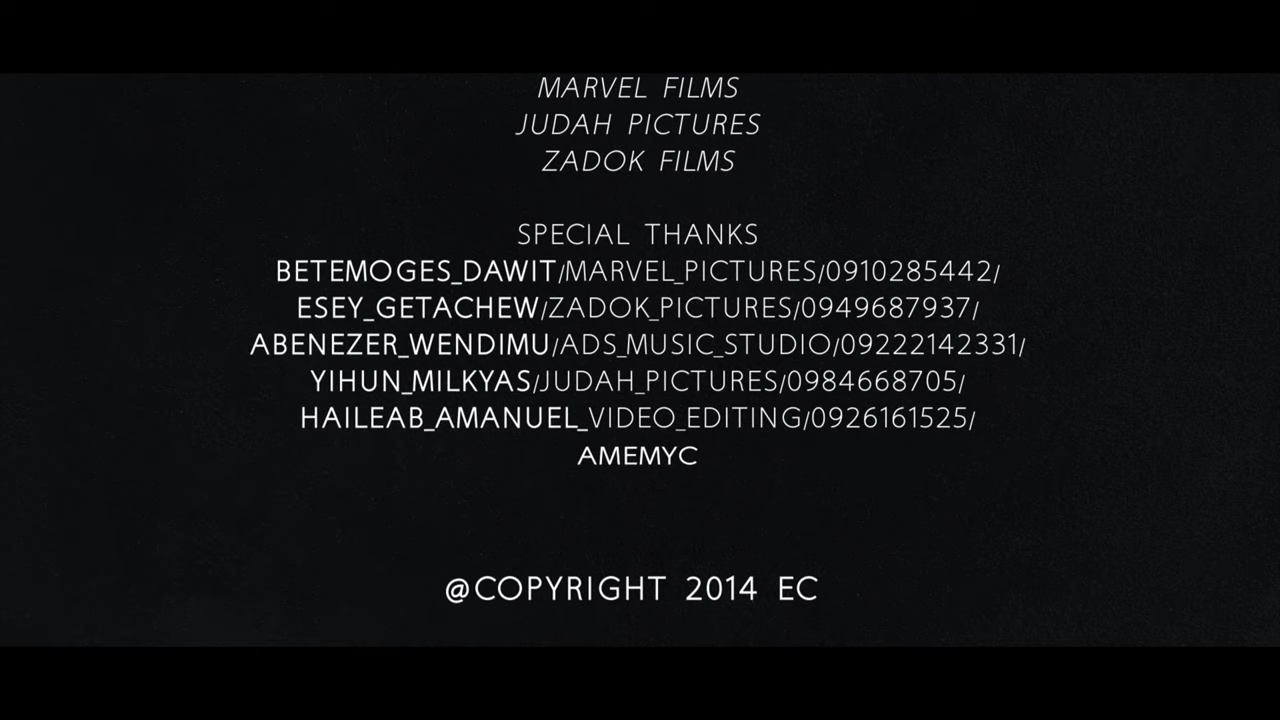 MARVEL FILMS
JUDAH PICTURES
ZADOK FILMS
SPECIAL THANKS
BETEMOGES_DAWIT/MARVEL_PICTURES/0910285442/
ESEY_GETACHEW/ZADOK_PICTURES/0949687937/
ABENEZER_WENDIMU/ADS_MUSIC_STUDIO/09222142331/
YIHUN_MILKYAS/JUDAH_PICTURES/0984668705/
HAILEAB_AMANUEL_VIDEO_EDITING/0926161525/
AMEMYC
@COPYRIGHT 2014 EC